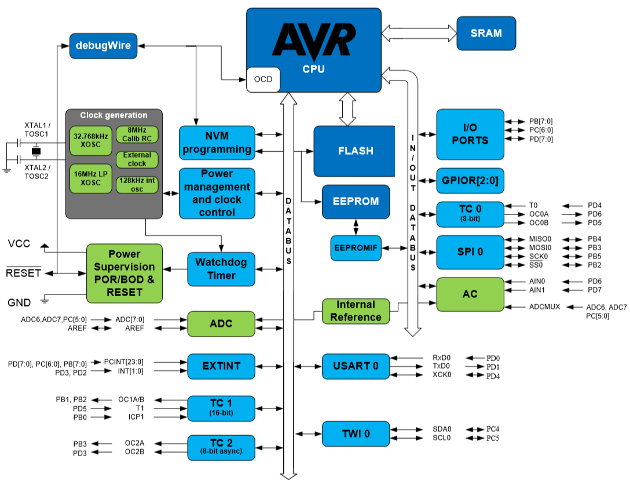 AVR
CPU
OCD
SRAM
debugWire
XTAL1 /
TOSC1
XTAL2 /
TOSC2
Clock generation
32.768kHz
XOSC
8MHz
Calib RC
External
clock
16MHz LP
XOSC
128kHz int
osc
NVM
programming
Power
management
and clock
control
FLASH
EEPROM
EEPROMIF
DATABUS
IN/OUT DATABUS
I/O
PORTS
PB[7:0]
PC[6:0]
PD[7:0]
GPIOR[2:0]
TC 0
(8-bit)
T0 PD4
OC0A PD6
OC0B PD5
SPI 0
MISO0 PB4
MOSI0 PB3
SCK0 PB5
SS0 PB2
AC
AIN0 PD6
AIN1 PD7
ADCMUX ADC6, ADC7
PC[5:0]
VCC
RESET
GND
Power
Supervision
POR/BOD &
RESET
Watchdog
Timer
Internal
Reference
ADC6,ADC7,PC[5:0] ADC[7:0]
AREF AREF
ADC
PD[7:0], PC[6:0], PB[7:0] PCINT[23:0]
PD3, PD2 INT[1:0]
EXTINT
USART 0
RxD0 PD0
TxD0 PD1
XCK0 PD4
PB1, PB2 OC1A/B
PD5 T1
PB0 ICP1
TC 1
(16-bit)
PB3 OC2A
PD3 OC2B
TC 2
(8-bit async)
TWI 0
SDA0 PC4
SCL0 PC5